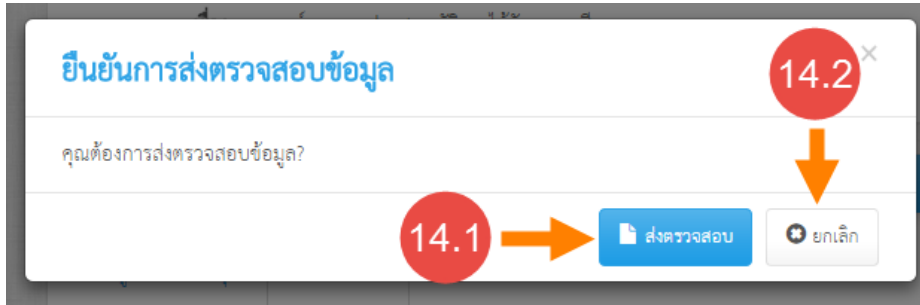 ยืนยันการส่งตรวจสอบข้อมูล
14.2
×
คุณต้องการส่งตรวจสอบข้อมูล?
14.1
ส่งตรวจสอบ
ยกเลิก